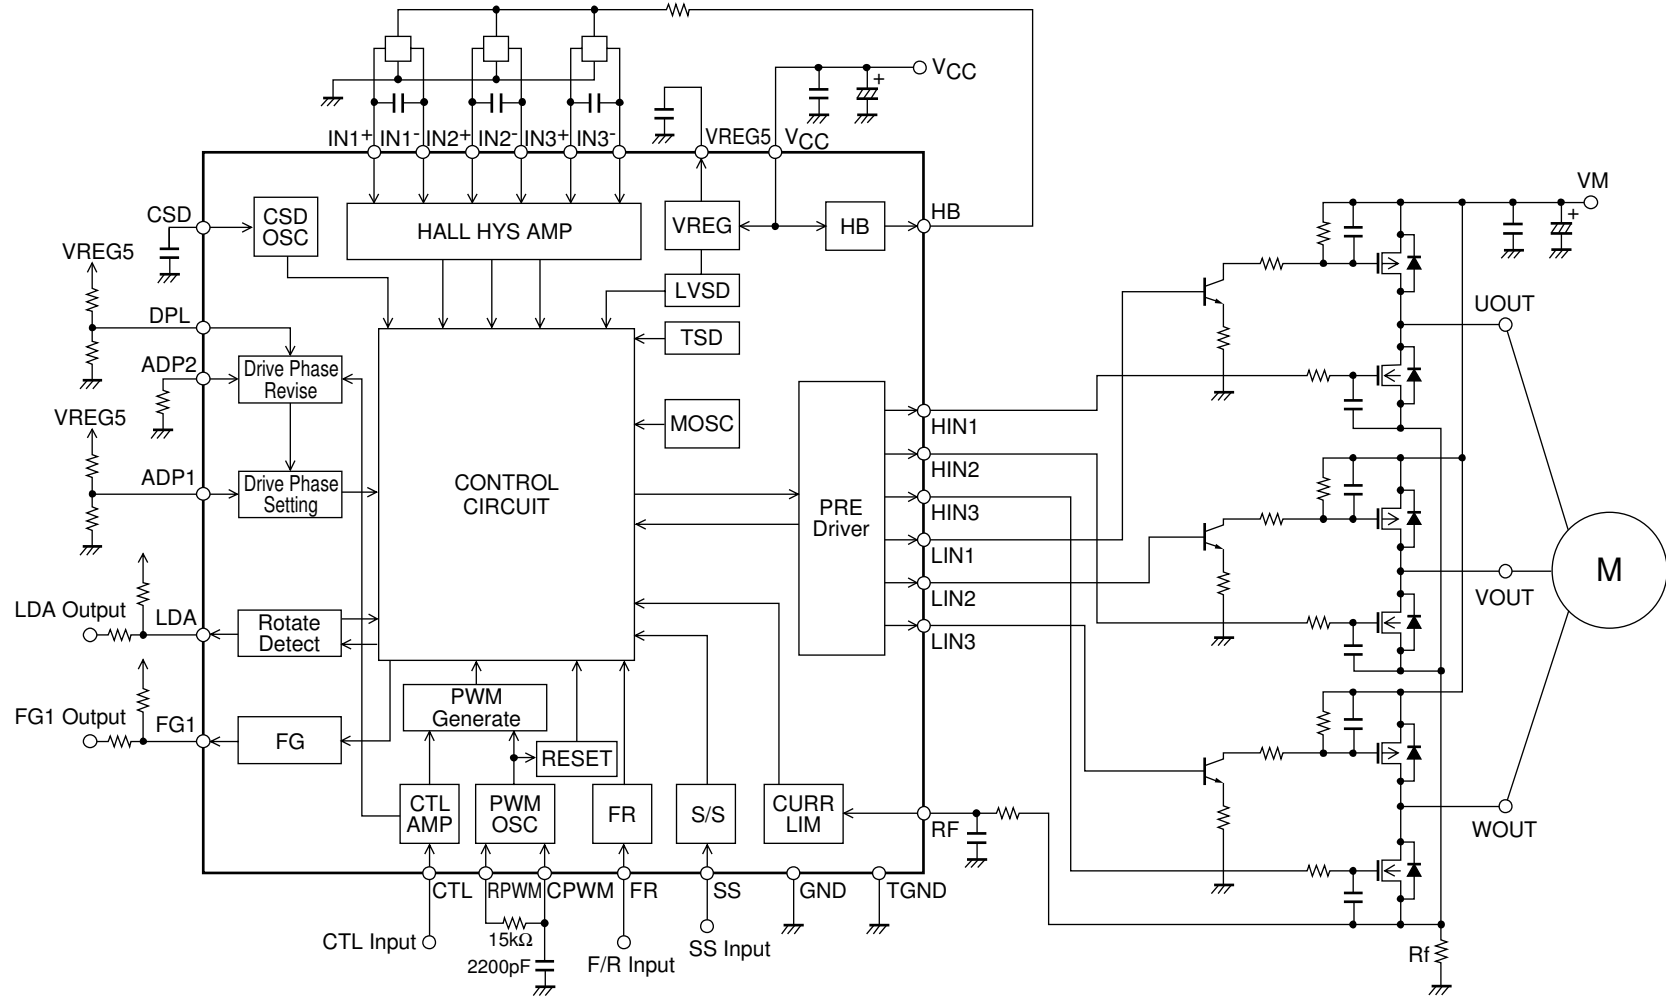 VCC
+
IN1+ IN1- IN2+ IN2- IN3+ IN3-
VREG5
VCC
VM
+
CSD
CSD
OSC
HALL HYS AMP
VREG
HB
HB
VREG5
LVSD
UOUT
DPL
TSD
ADP2
Drive Phase
Revise
VREG5
MOSC
HIN1
ADP1
Drive Phase
Setting
CONTROL
CIRCUIT
PRE
Driver
HIN2
HIN3
LIN1
LIN2
LIN3
VOUT
M
LDA Output
LDA
Rotate
Detect
FG1 Output
FG1
FG
PWM
Generate
RESET
CTL
AMP
PWM
OSC
FR
S/S
CURR
LIM
RF
WOUT
CTL
RPWM
CPWM
FR
SS
GND
TGND
15kΩ
CTL Input
2200pF
F/R Input
SS Input
Rf